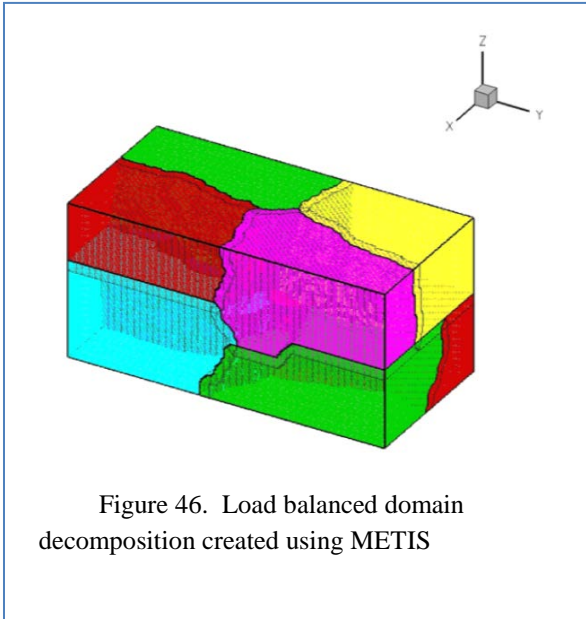 Z
X
Y
Figure 46. Load balanced domain
decomposition created using METIS